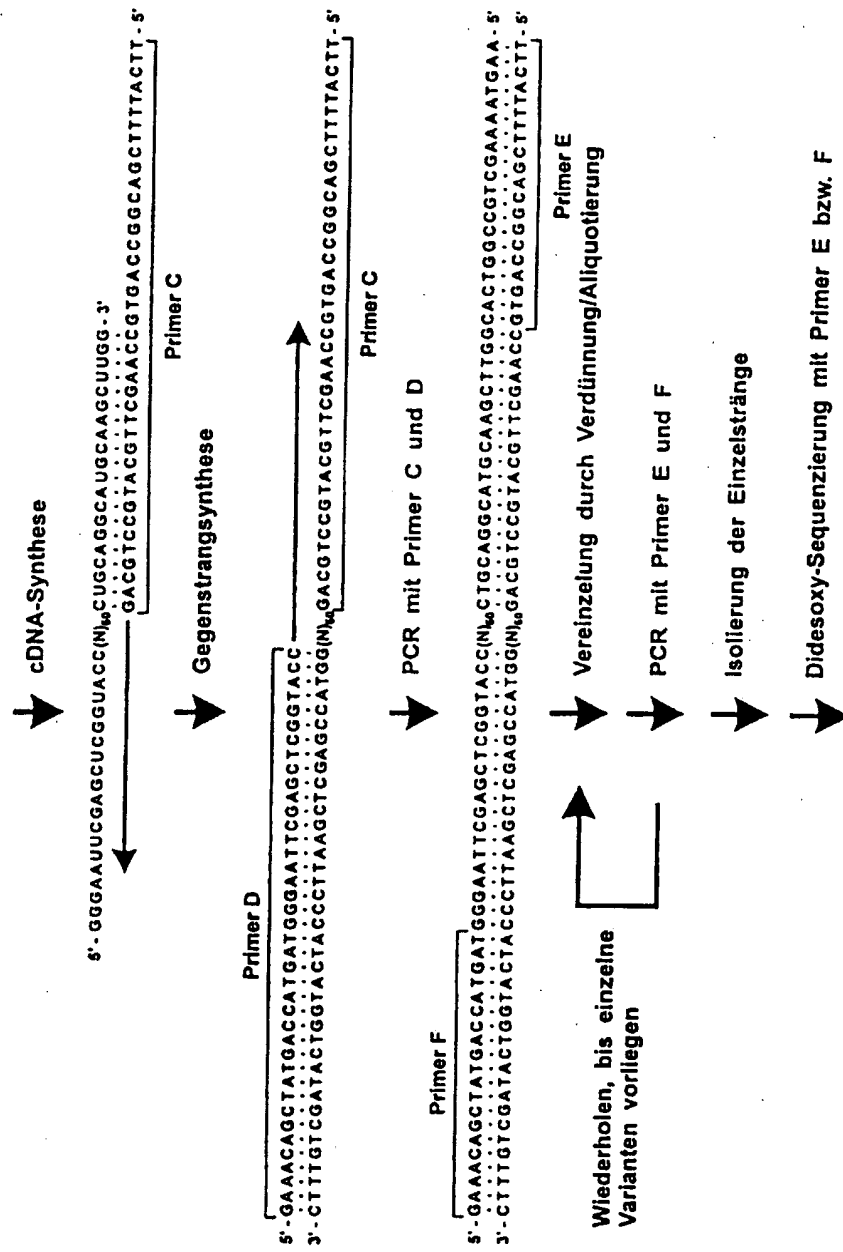 cDNA-Synthese
5'-GGGAAUUCGAGCUCGGUACC(N)60CUGCAGGCAUGCAAGCUUGG-3'
GACGTCCGTACGTTCGAACCGTGACCGGCAGCTTTTACTT-5'
Primer C
Gegenstrangsynthese
Primer D
5'-GAAACAGCTATGACCATGATGGGAATTCGAGCTCGGTACC
3'-CTTTGTCGATACTGGTACTACCCTTAAGCTCGAGCCATGG(N)60GACGTCCGTACGTTCGAACCGTGACCGGCAGCTTTTACTT-5'
Primer C
PCR mit Primer C und D
Primer F
5'-GAAACAGCTATGACCATGATGGGAATTCGAGCTCGGTACC(N)60CTGCAGGCATGCAAGCTTGGCACTGGCCGTCGAAAATGAA-5'
3'-CTTTGTCGATACTGGTACTACCCTTAAGCTCGAGCCATGG(N)60GACGTCCGTACGTTCGAACCGTGACCGGCAGCTTTTACTT-5'
Primer E
Vereinzelung durch Verdünnung/Aliquotierung
PCR mit Primer E und F
Wiederholen, bis einzelne
Varianten vorliegen
Isolierung der Einzelstränge
Didesoxy-Sequenzierung mit Primer E bzw. F